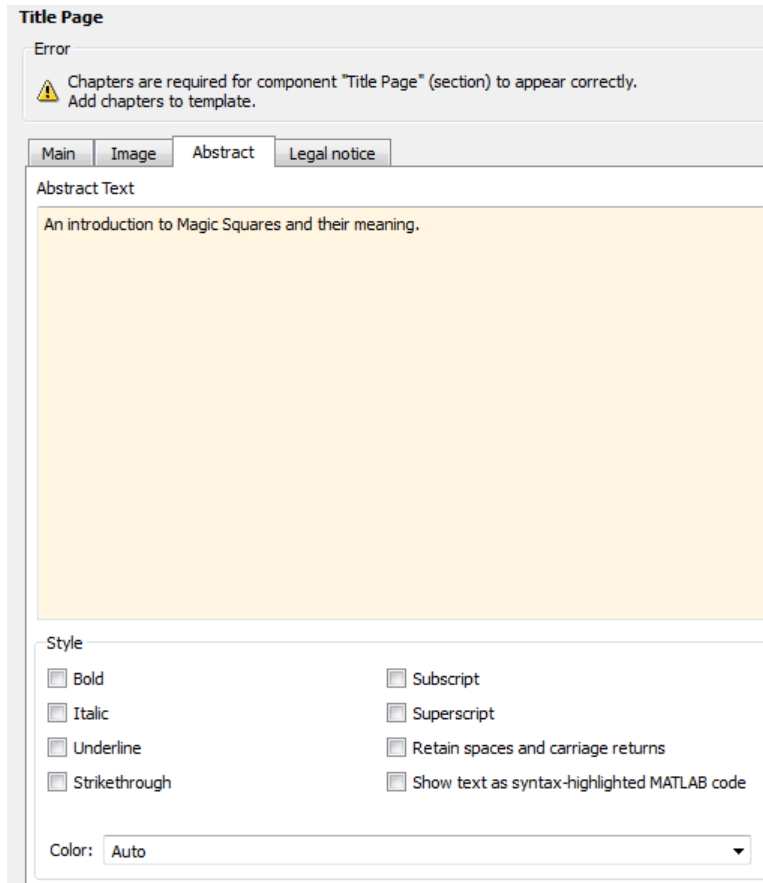 Title Page
Error
Chapters are required for component "Title Page" (section) to appear correctly.
Add chapters to template.
Main
Image
Abstract
Legal notice
Abstract Text
An introduction to Magic Squares and their meaning.
Style
Bold
Subscript
Italic
Superscript
Underline
Retain spaces and carriage returns
Strikethrough
Show text as syntax-highlighted MATLAB code
Color: Auto